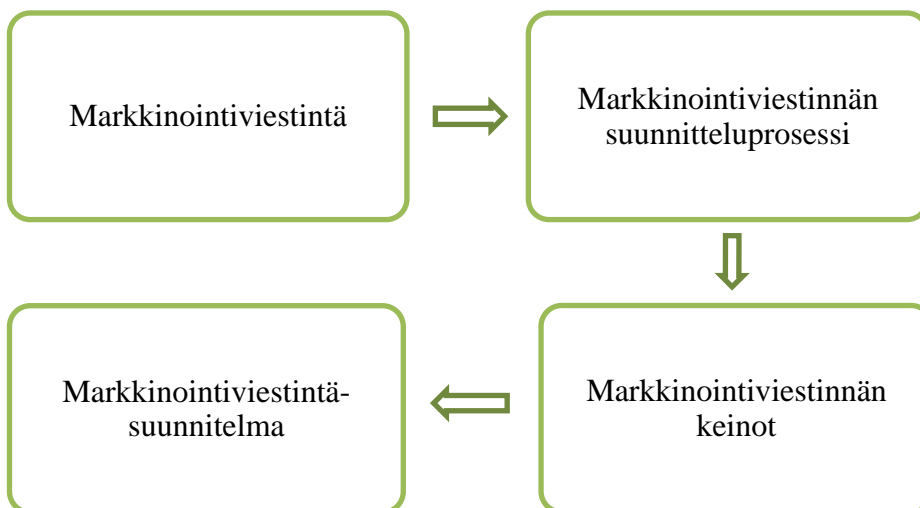 Markkinointiviestintä
Markkinointiviestinnän
suunnitteluprosessi
Markkinointiviestintä-
suunnitelma
Markkinointiviestinnän
keinot